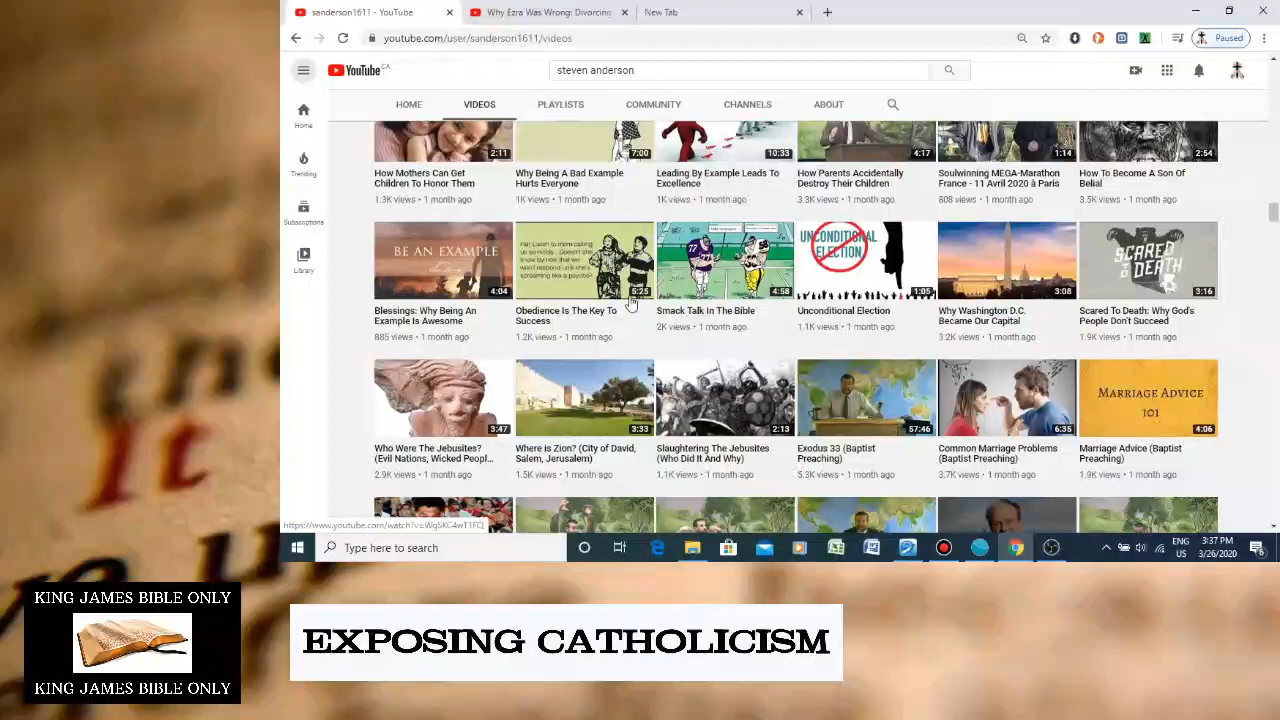 sanderson1611 - YouTube
Why Ezra Was Wrong: Divorcing
New Tab
youtube.com/user/sanderson1611/videos
Paused
YouTube CA
steven anderson
HOME VIDEOS PLAYLISTS COMMUNITY CHANNELS ABOUT
Home
Trending
Subscriptions
Library
2:11 7:00 10:33 4:17 1:14 2:54
How Mothers Can Get
Children To Honor Them
1.3K views • 1 month ago
Why Being A Bad Example
Hurts Everyone
1K views • 1 month ago
Leading By Example Leads To
Excellence
1K views • 1 month ago
How Parents Accidentally
Destroy Their Children
3.3K views • 1 month ago
Soulwinning MEGA-Marathon
France - 11 Avril 2020 à Paris
808 views • 1 month ago
How To Become A Son Of
Belial
3.5K views • 1 month ago
BE AN EXAMPLE
4:04
Blessings: Why Being An
Example Is Awesome
885 views • 1 month ago
5:25
Obedience Is The Key To
Success
1.2K views • 1 month ago
77
4:58
Smack Talk In The Bible
2K views • 1 month ago
UNCONDITIONAL
ELECTION
1:05
Unconditional Election
1.1K views • 1 month ago
3:08
Why Washington D.C.
Became Our Capital
3.2K views • 1 month ago
SCARED
TO DEATH
3:16
Scared To Death: Why God's
People Don't Succeed
1.9K views • 1 month ago
3:47
Who Were The Jebusites?
(Evil Nations, Wicked Peopl...
2.9K views • 1 month ago
3:33
Where is Zion? (City of David,
Salem, Jerusalem)
1.5K views • 1 month ago
2:13
Slaughtering The Jebusites
(Who Did It And Why)
1.1K views • 1 month ago
57:46
Exodus 33 (Baptist
Preaching)
5.3K views • 1 month ago
6:35
Common Marriage Problems
(Baptist Preaching)
3.7K views • 1 month ago
MARRIAGE ADVICE
101
4:06
Marriage Advice (Baptist
Preaching)
1.9K views • 1 month ago
Type here to search
ENG
US
3:37 PM
3/26/2020
6
It
KING JAMES BIBLE ONLY
KING JAMES BIBLE ONLY
EXPOSING CATHOLICISM